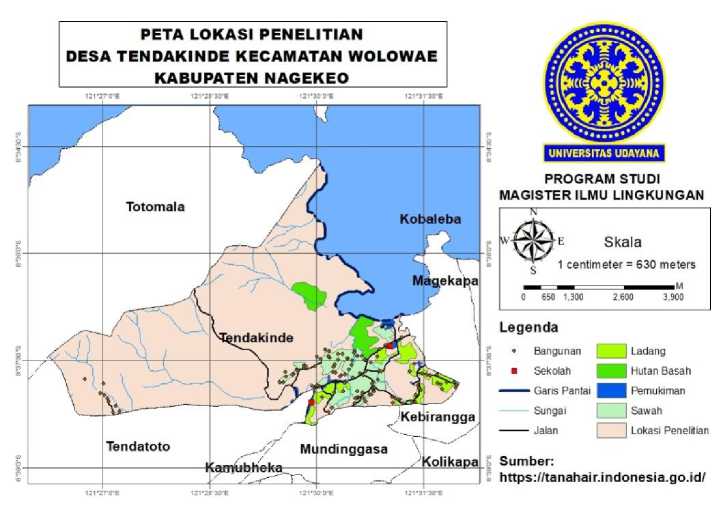 PETA LOKASI PENELITIAN
DESA TENDAKINDE KECAMATAN WOLOWAE
KABUPATEN NAGEKEO
UNIVERSITAS UDAYANA
PROGRAM STUDI
MAGISTER ILMU LINGKUNGAN
N
W E
S
Skala
1 centimeter = 630 meters
M
0 650 1,300 2,600 3,900
Legenda
Bangunan
Sekolah
Garis Pantai
Sungai
Jalan
Ladang
Hutan Basah
Pemukiman
Sawah
Lokasi Penelitian
Sumber:
https://tanahair.indonesia.go.id/
121°27'0"E 121°28'30"E 121°30'0"E 121°31'30"E
Totomala
Kobaleba
Magekapa
Tendakinde
Kebirangga
Tendatoto
Mundinggasa
Kamubheka
Kolikapa
121°27'0"E 121°28'30"E 121°30'0"E 121°31'30"E